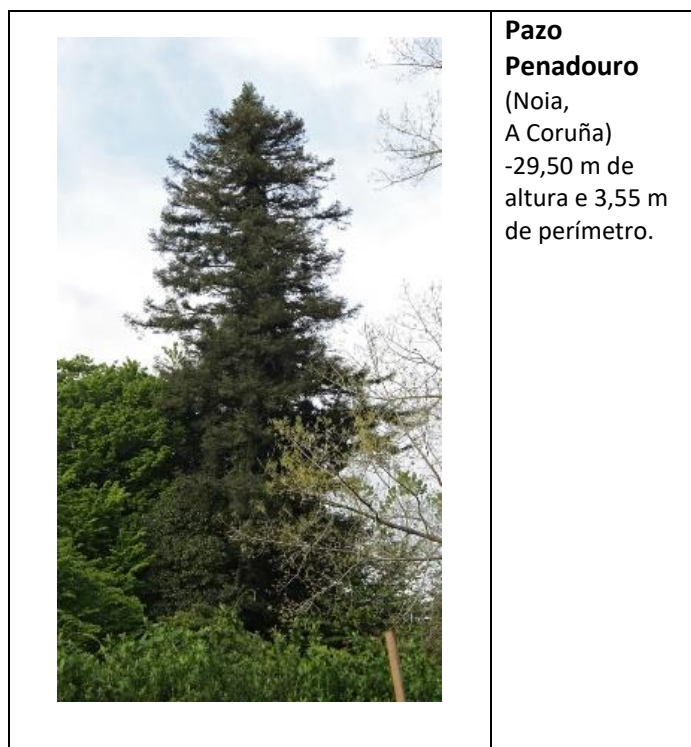 Pazo
Penadouro
(Noia,
A Coruña)
-29,50 m de
altura e 3,55 m
de perímetro.